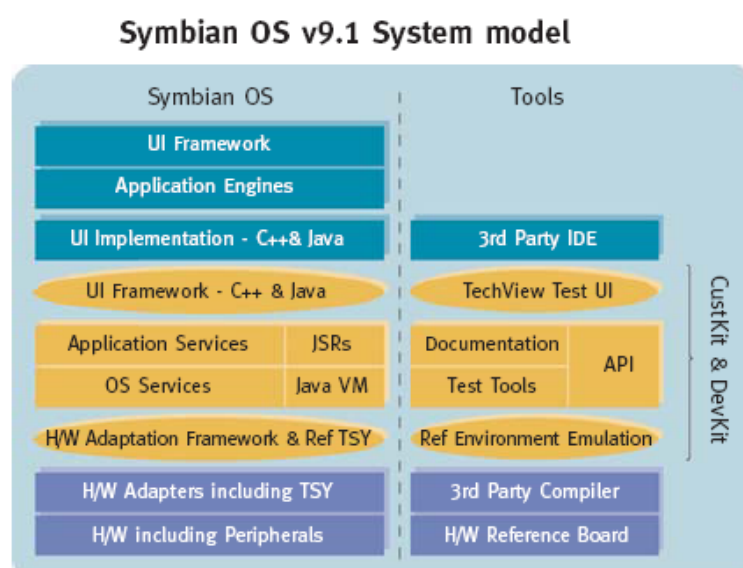 Symbian OS v9.1 System model
Symbian OS
Tools
UI Framework
Application Engines
UI Implementation - C++& Java
3rd Party IDE
UI Framework - C++ & Java
TechView Test UI
Application Services
JSRs
Documentation
API
OS Services
Java VM
Test Tools
H/W Adaptation Framework & Ref TSY
Ref Environment Emulation
CustKit & DevKit
H/W Adapters including TSY
3rd Party Compiler
H/W including Peripherals
H/W Reference Board